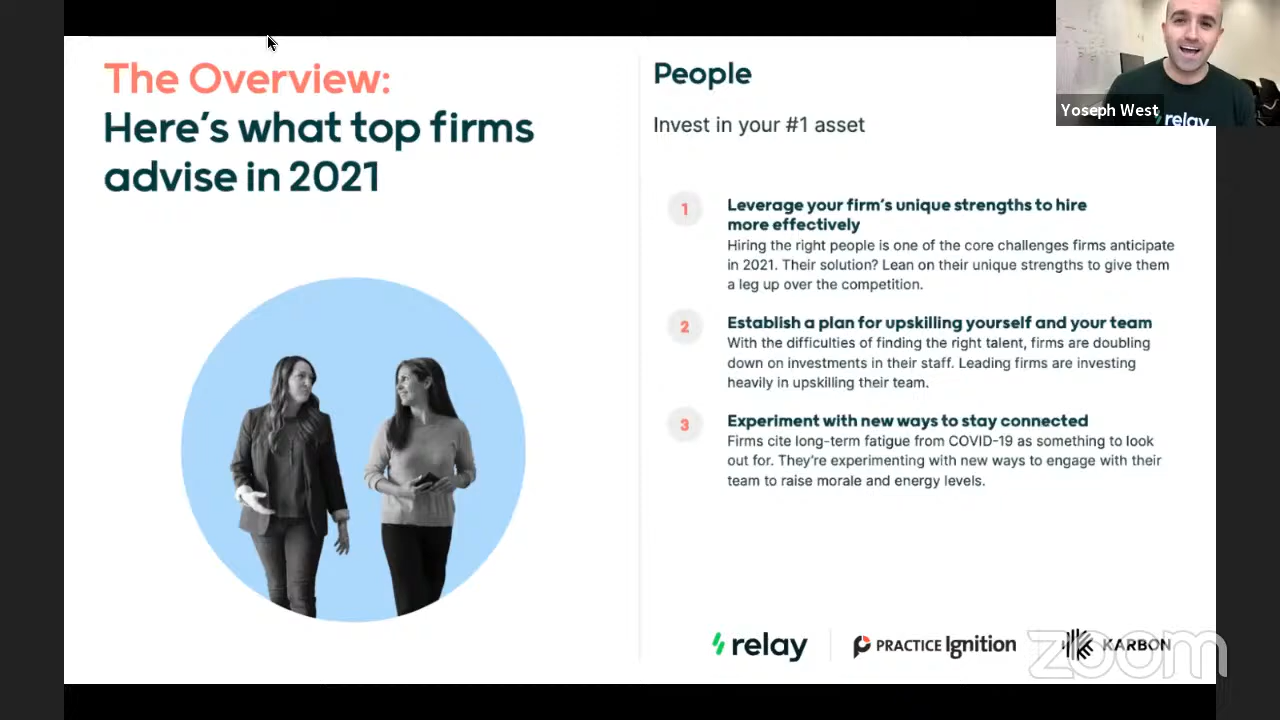 The Overview:
Here's what top firms
advise in 2021
People
Invest in your #1 asset
1
Leverage your firm's unique strengths to hire
more effectively
Hiring the right people is one of the core challenges firms anticipate
in 2021. Their solution? Lean on their unique strengths to give them
a leg up over the competition.
2
Establish a plan for upskilling yourself and your team
With the difficulties of finding the right talent, firms are doubling
down on investments in their staff. Leading firms are investing
heavily in upskilling their team.
3
Experiment with new ways to stay connected
Firms cite long-term fatigue from COVID-19 as something to look
out for. They're experimenting with new ways to engage with their
team to raise morale and energy levels.
relay
PRACTICE Ignition
KARBON
zoom
Yoseph West
relay